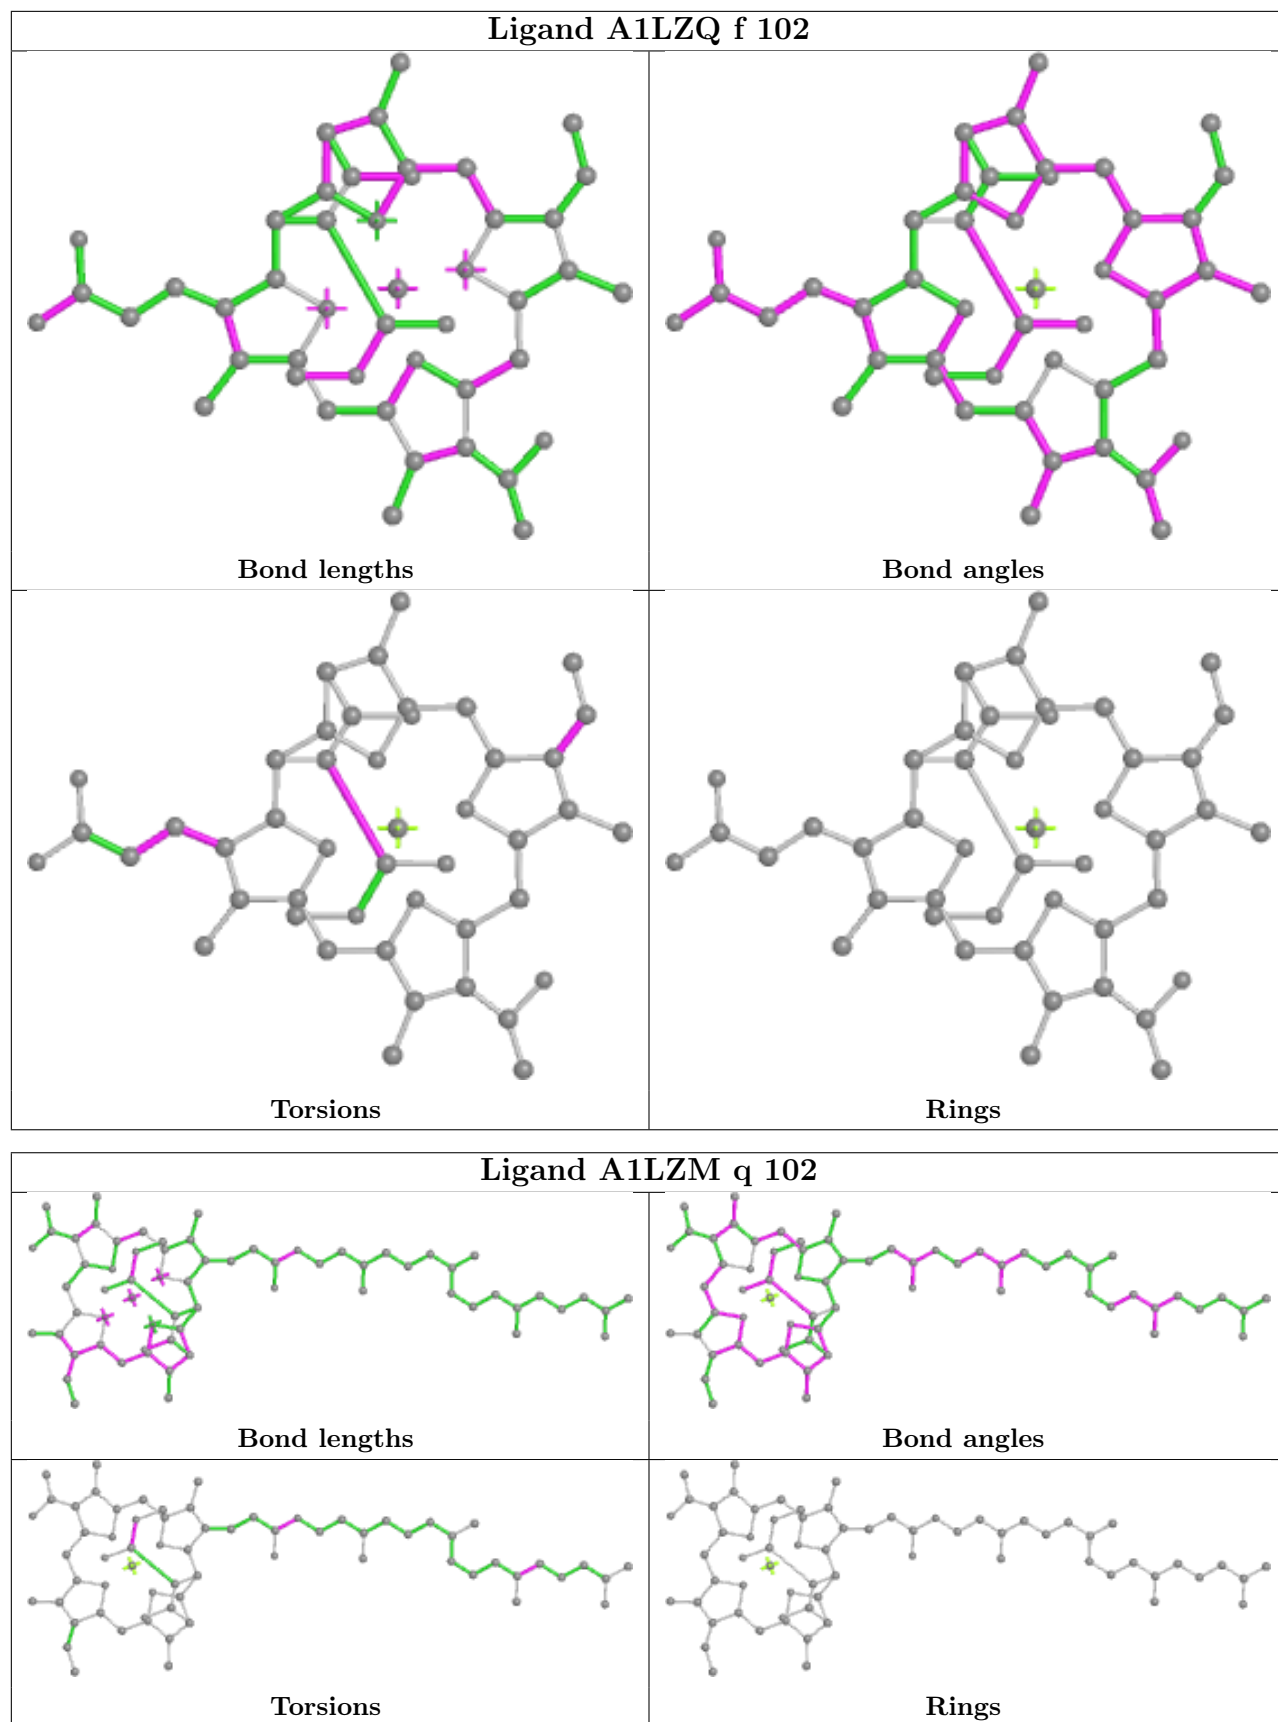 Ligand A1LZQ f 102
Bond lengths
Bond angles
Torsions
Rings
Ligand A1LZM q 102
Bond lengths
Bond angles
Torsions
Rings